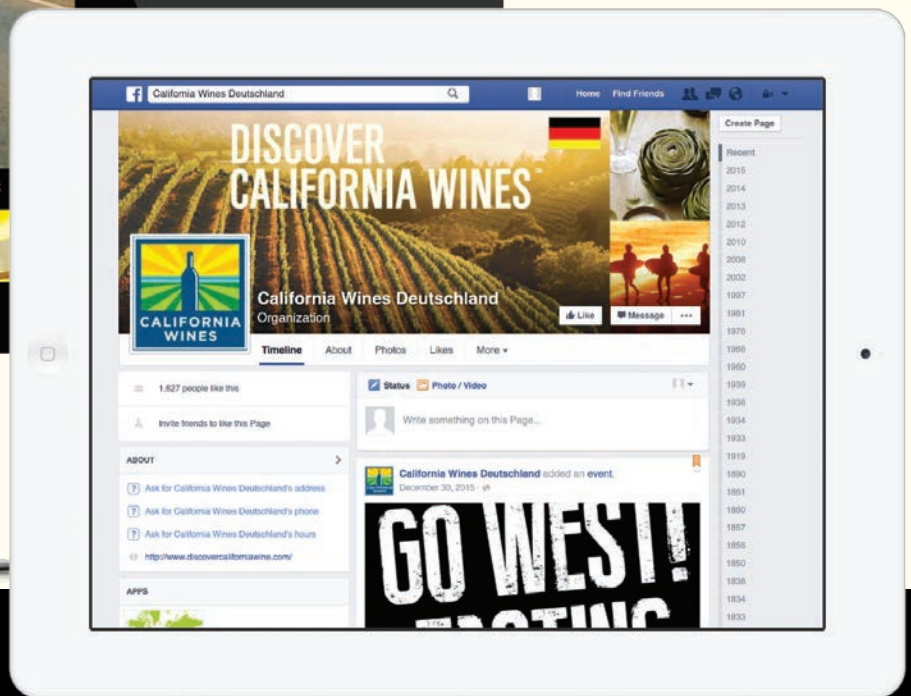 California Wines Deutschland
Home Find Friends
DISCOVER
CALIFORNIA WINES™
CALIFORNIA
WINES
California Wines Deutschland
Organization
Like Message
Timeline About Photos Likes More
1,627 people like this
Invite friends to like this Page
ABOUT
Ask for California Wines Deutschland's address
Ask for California Wines Deutschland's phone
Ask for California Wines Deutschland's hours
http://www.discovercaliforniawine.com/
APPS
Status Photo / Video
Write something on this Page...
California Wines Deutschland added an event.
December 30, 2015
GO WEST!
TASTING
Create Page
Recent
2015
2014
2013
2012
2010
2008
2002
1997
1981
1976
1966
1960
1939
1936
1934
1933
1919
1890
1861
1860
1857
1856
1850
1838
1834
1833